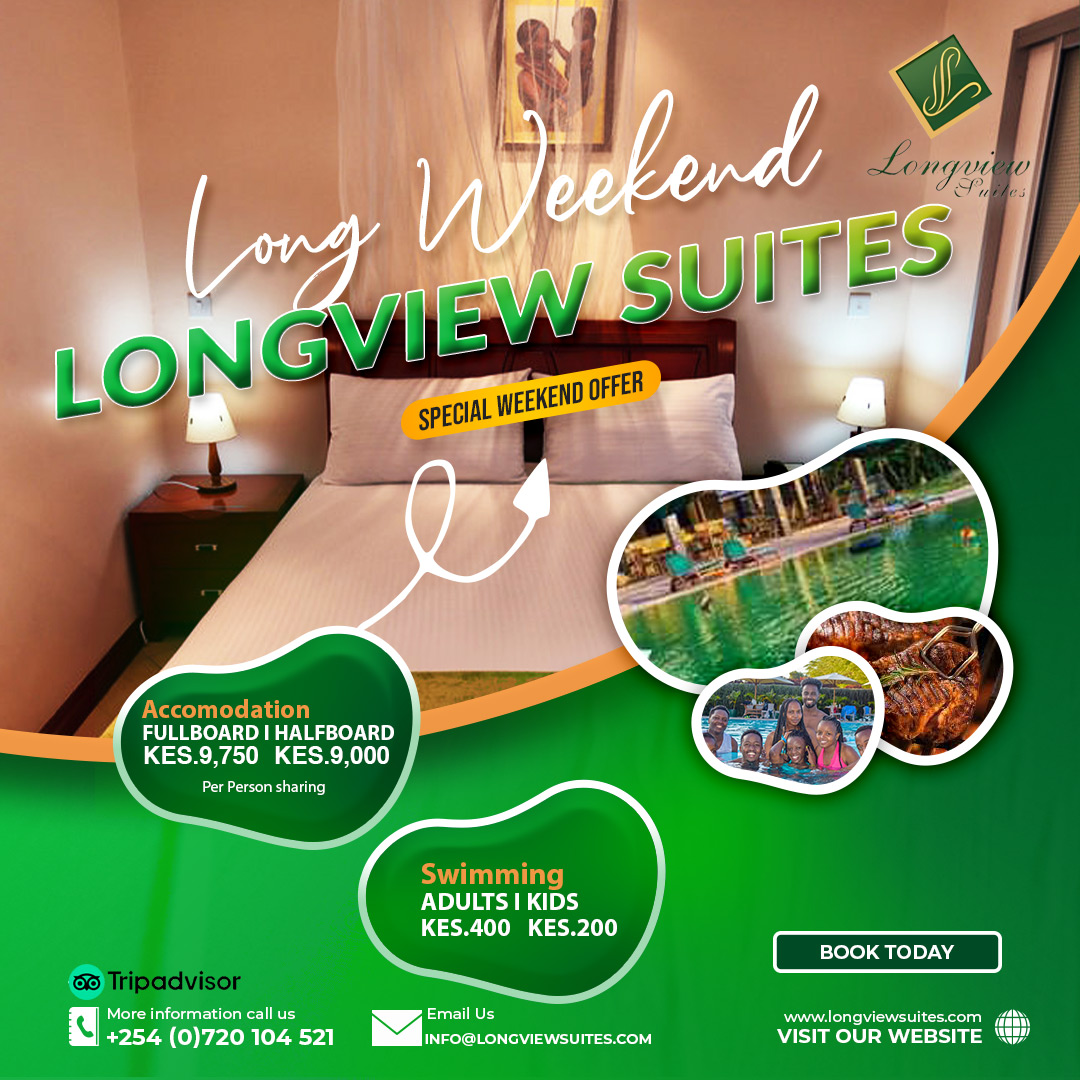 Longview
Suites
Long Weekend
LONGVIEW SUITES
SPECIAL WEEKEND OFFER
Accomodation
FULLBOARD I HALFBOARD
KES.9,750 KES.9,000
Per Person sharing
Swimming
ADULTS I KIDS
KES.400 KES.200
BOOK TODAY
Tripadvisor
More information call us
+254 (0)720 104 521
Email Us
INFO@LONGVIEWSUITES.COM
www.longviewsuites.com
VISIT OUR WEBSITE